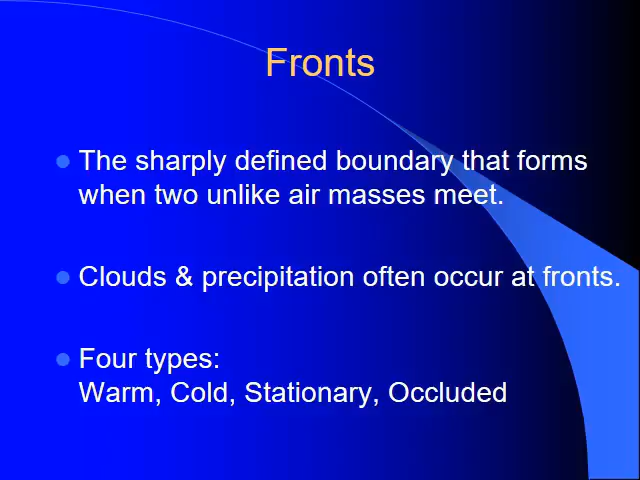 Fronts
The sharply defined boundary that forms
when two unlike air masses meet.
Clouds & precipitation often occur at fronts.
Four types:
Warm, Cold, Stationary, Occluded